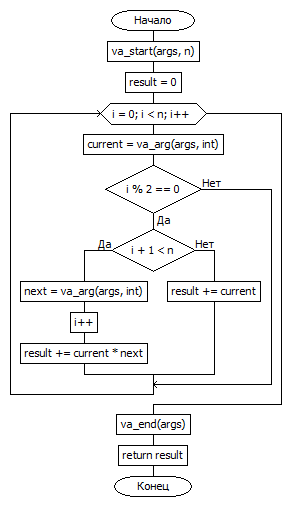 Начало
va_start(args, n)
result = 0
i = 0; i < n; i++
current = va_arg(args, int)
i % 2 == 0
Нет
Да
i + 1 < n
Да
Нет
next = va_arg(args, int)
result += current
i++
result += current * next
va_end(args)
return result
Конец